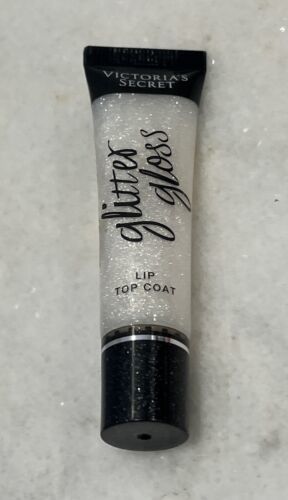 VICTORIA'S
SECRET
glitter
gloss
LIP
TOP COAT